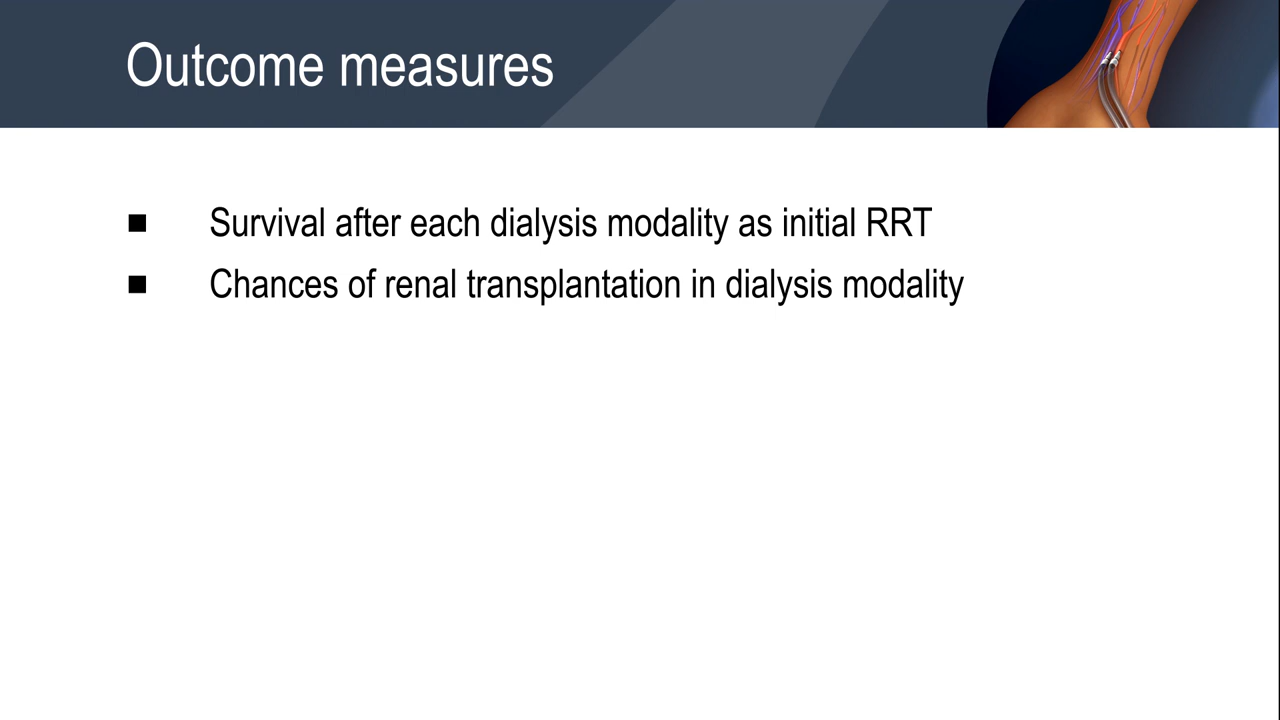 Outcome measures
■ Survival after each dialysis modality as initial RRT
■ Chances of renal transplantation in dialysis modality